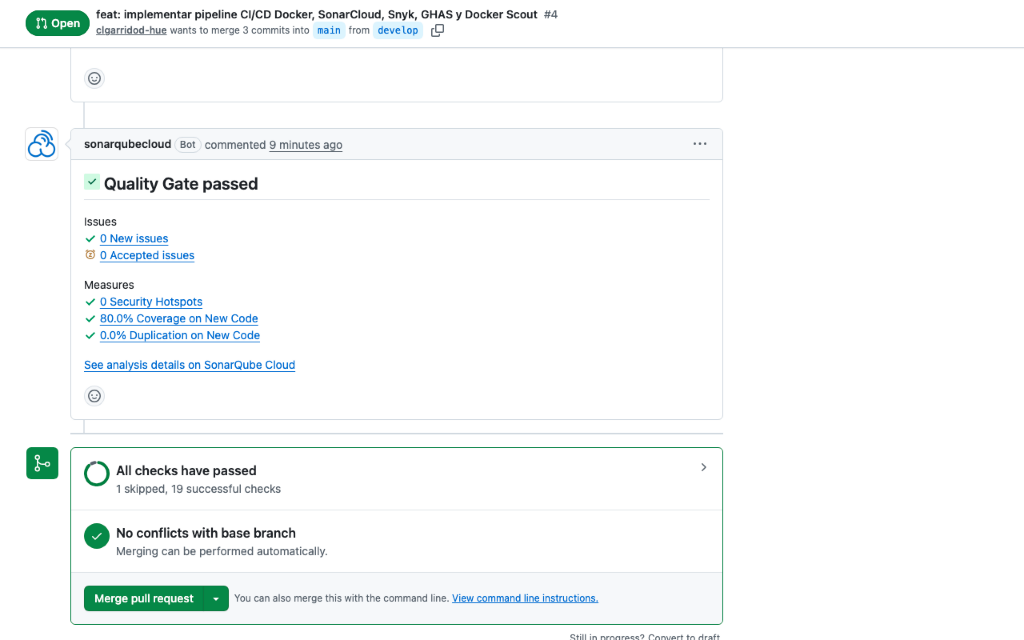 Open
feat: implementar pipeline CI/CD Docker, SonarCloud, Snyk, GHAS y Docker Scout #4
clgarridod-hue wants to merge 3 commits into main from develop
sonarqubecloud Bot commented 9 minutes ago
Quality Gate passed
Issues
0 New issues
0 Accepted issues
Measures
0 Security Hotspots
80.0% Coverage on New Code
0.0% Duplication on New Code
See analysis details on SonarQube Cloud
All checks have passed
1 skipped, 19 successful checks
No conflicts with base branch
Merging can be performed automatically.
Merge pull request You can also merge this with the command line. View command line instructions.
Still in progress? Convert to draft